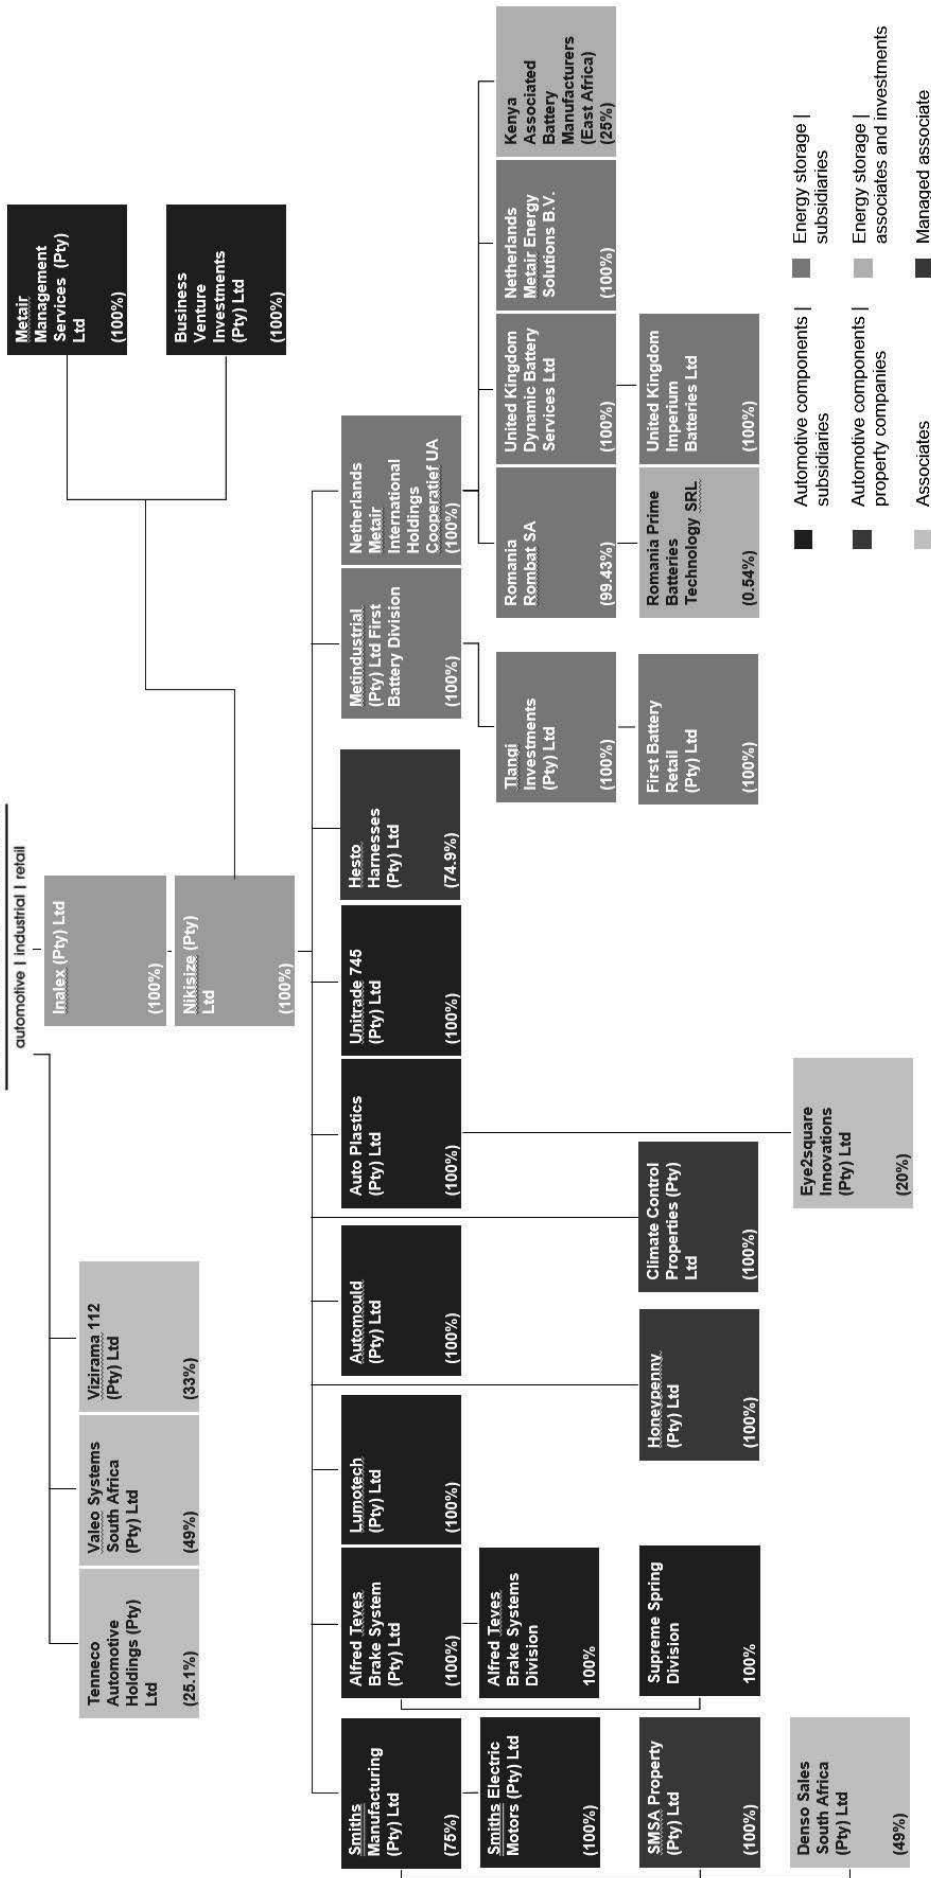 automotive | industrial | retail
Tenneco
Automotive
Holdings (Pty)
Ltd
(25.1%)
Valeo Systems
South Africa
(Pty) Ltd
(49%)
Vizirama 112
(Pty) Ltd
(33%)
Inalex (Pty) Ltd
(100%)
Nikisize (Pty)
Ltd
(100%)
Metair
Management
Services (Pty)
Ltd
(100%)
Business
Venture
Investments
(Pty) Ltd
(100%)
Smiths
Manufacturing
(Pty) Ltd
(75%)
Alfred Teves
Brake System
(Pty) Ltd
(100%)
Lumotech
(Pty) Ltd
(100%)
Automould
(Pty) Ltd
(100%)
Auto Plastics
(Pty) Ltd
(100%)
Unitrade 745
(Pty) Ltd
(100%)
Hesto
Harnesses
(Pty) Ltd
(74.9%)
Metindustrial
(Pty) Ltd First
Battery Division
(100%)
Netherlands
Metair
International
Holdings
Cooperatief UA
(100%)
Smiths Electric
Motors (Pty) Ltd
(100%)
Alfred Teves
Brake Systems
Division
100%
Tlangi
Investments
(Pty) Ltd
(100%)
Romania
Rombat SA
(99.43%)
United Kingdom
Dynamic Battery
Services Ltd
(100%)
Netherlands
Metair Energy
Solutions B.V.
(100%)
Kenya
Associated
Battery
Manufacturers
(East Africa)
(25%)
SMSA Property
(Pty) Ltd
(100%)
Supreme Spring
Division
100%
Honeypenny
(Pty) Ltd
(100%)
Climate Control
Properties (Pty)
Ltd
(100%)
First Battery
Retail
(Pty) Ltd
(100%)
Romania Prime
Batteries
Technology SRL
(0.54%)
United Kingdom
Imperium
Batteries Ltd
(100%)
Denso Sales
South Africa
(Pty) Ltd
(49%)
Eye2square
Innovations
(Pty) Ltd
(20%)
Automotive components |
subsidiaries
Automotive components |
property companies
Associates
Energy storage |
subsidiaries
Energy storage |
associates and investments
Managed associate